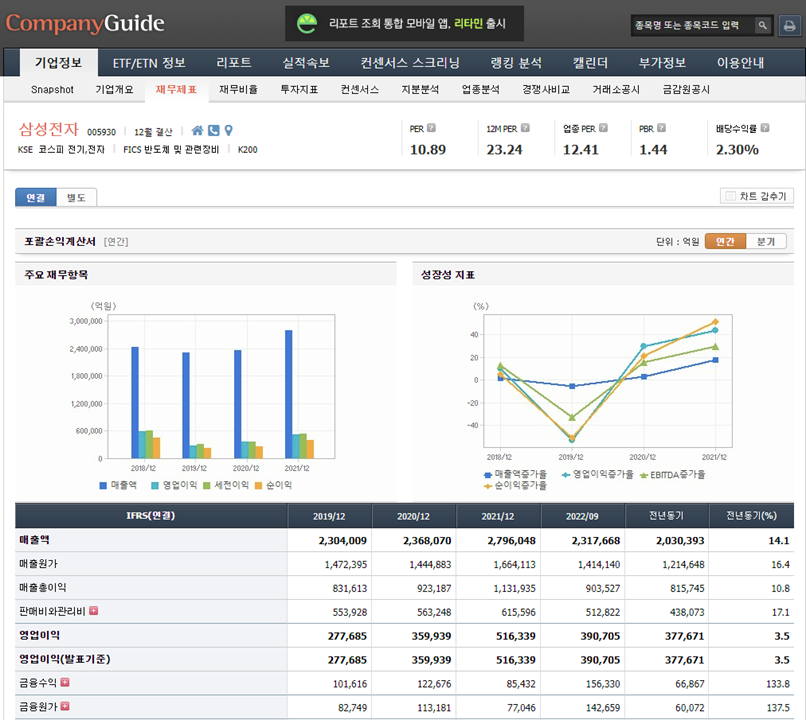 CompanyGuide
리포트 조회 통합 모바일 앱, 리타민 출시
종목명 또는 종목코드 입력
기업정보 ETF/ETN 정보 리포트 실적속보 컨센서스 스크리닝 랭킹 분석 캘린더 부가정보 이용안내
Snapshot 기업개요 재무제표 재무비율 투자지표 컨센서스 지분분석 업종분석 경쟁사비교 거래소공시 금감원공시
삼성전자 005930 12월 결산
KSE 코스피 전기,전자 FICS 반도체 및 관련장비 K200
PER ? 12M PER ? 업종 PER ? PBR ? 배당수익률 ?
10.89 23.24 12.41 1.44 2.30%
연결 별도 차트 감추기
포괄손익계산서 [연간] 단위 : 억원 연간 분기
주요 재무항목
(억원)
3,000,000
2,400,000
1,800,000
1,200,000
600,000
0
2018/12 2019/12 2020/12 2021/12
매출액 영업이익 세전이익 순이익
성장성 지표
(%)
40
20
0
-20
-40
2018/12 2019/12 2020/12 2021/12
매출액증가율 영업이익증가율 EBITDA증가율
순이익증가율
IFRS(연결) 2019/12 2020/12 2021/12 2022/09 전년동기 전년동기(%)
매출액 2,304,009 2,368,070 2,796,048 2,317,668 2,030,393 14.1
매출원가 1,472,395 1,444,883 1,664,113 1,414,140 1,214,648 16.4
매출총이익 831,613 923,187 1,131,935 903,527 815,745 10.8
판매비와관리비 553,928 563,248 615,596 512,822 438,073 17.1
영업이익 277,685 359,939 516,339 390,705 377,671 3.5
영업이익(발표기준) 277,685 359,939 516,339 390,705 377,671 3.5
금융수익 101,616 122,676 85,432 156,330 66,867 133.8
금융원가 82,749 113,181 77,046 142,659 60,072 137.5